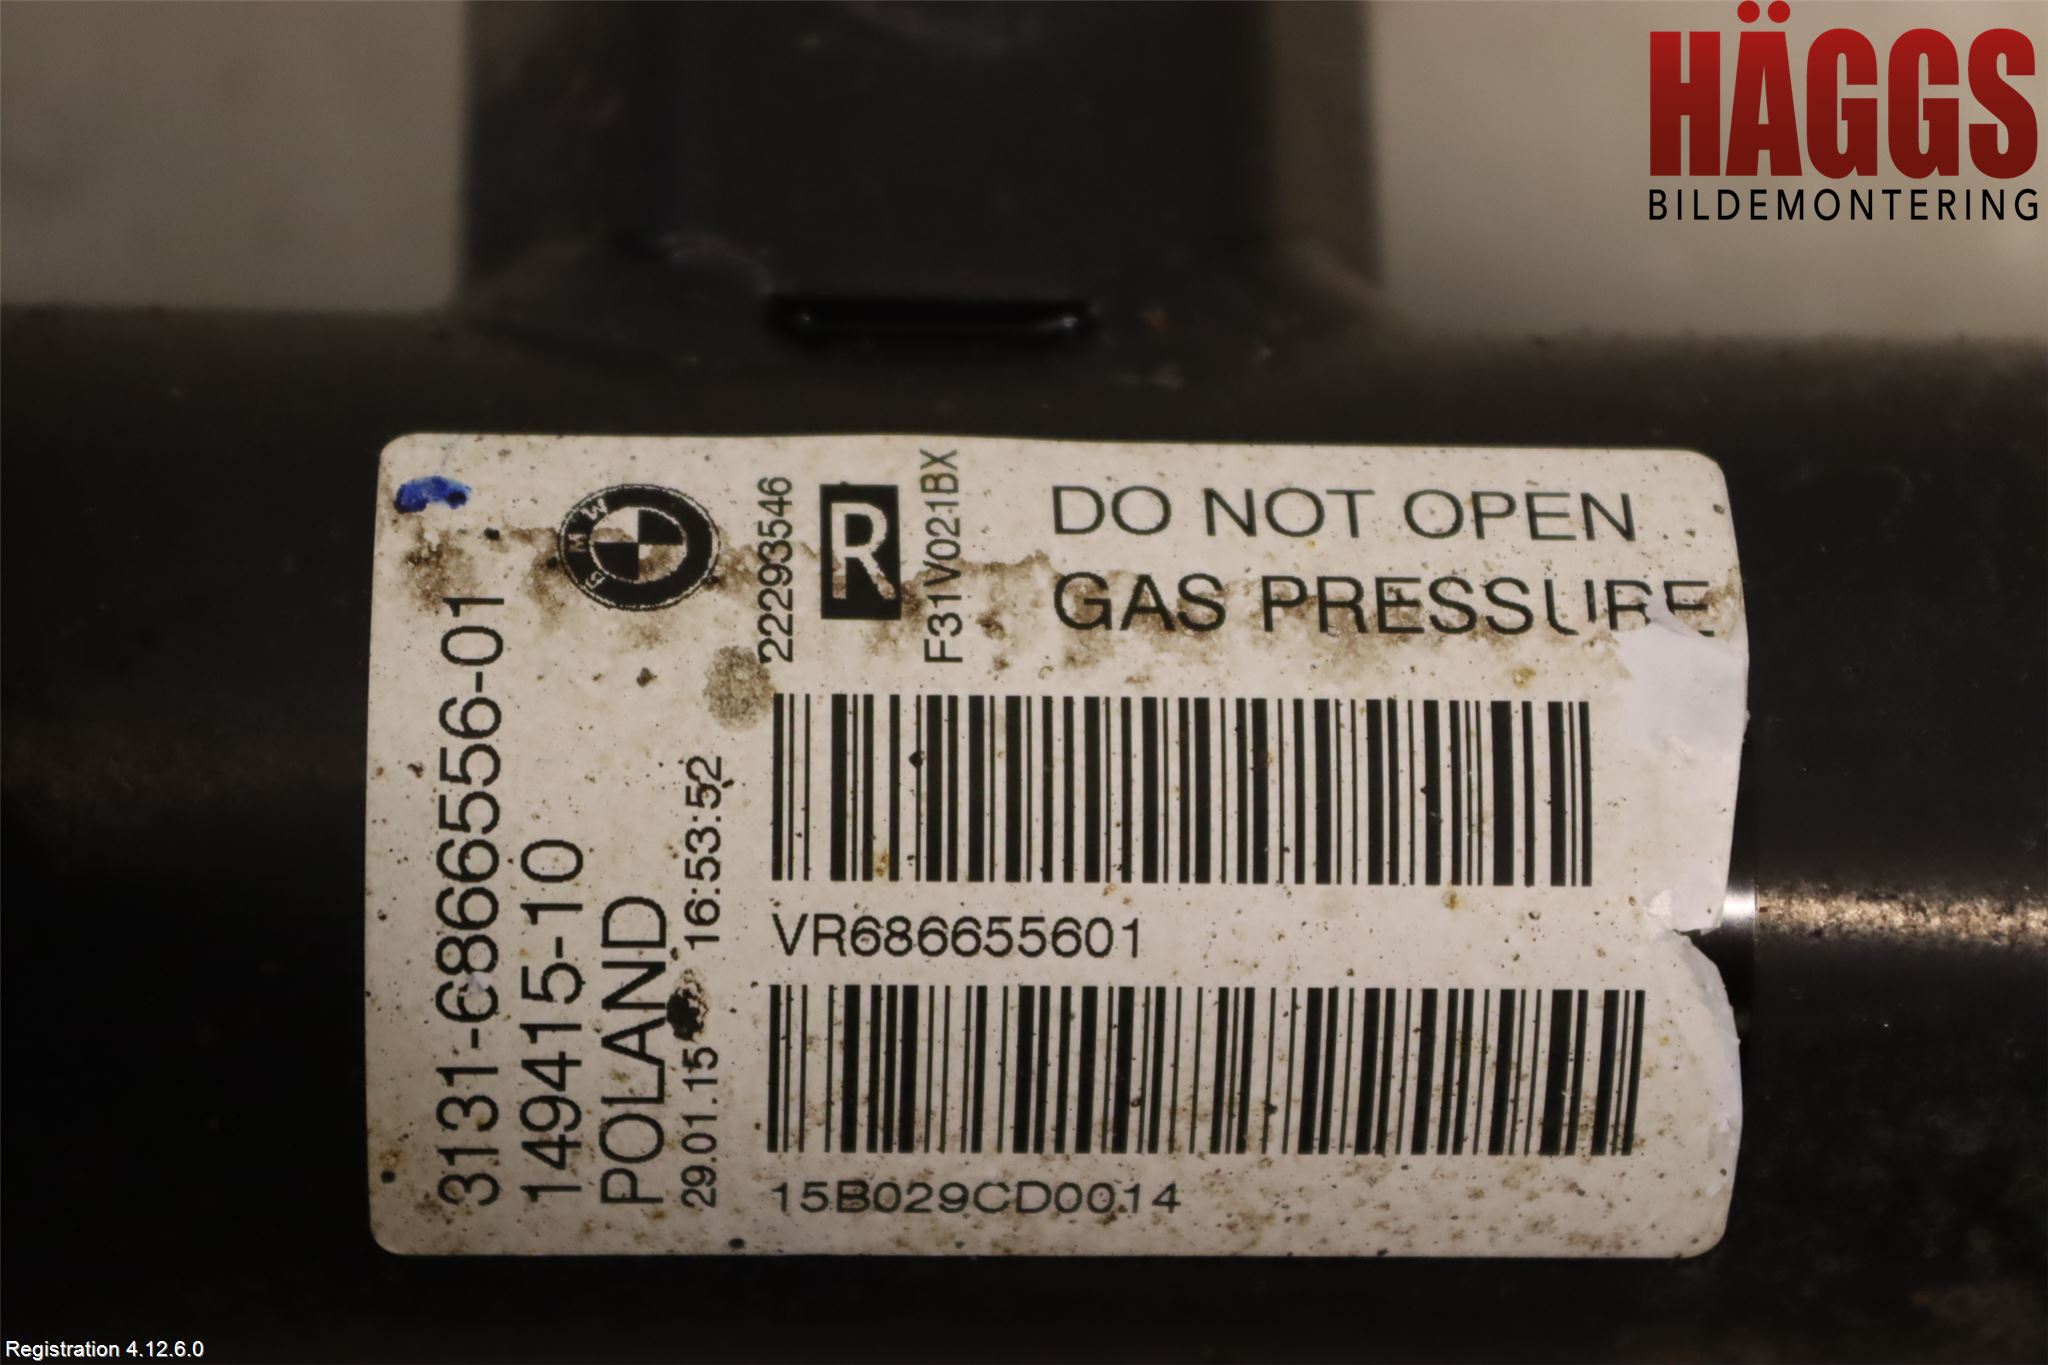 HÄGGS
BILDEMONTERING
3131-6866556-01
149415-10
POLAND
29.01.15 16:53:52
BMW
22293546
R
F31V021BX
DO NOT OPEN
GAS PRESSURE
VR686655601
15B029CD0014
Registration 4.12.6.0